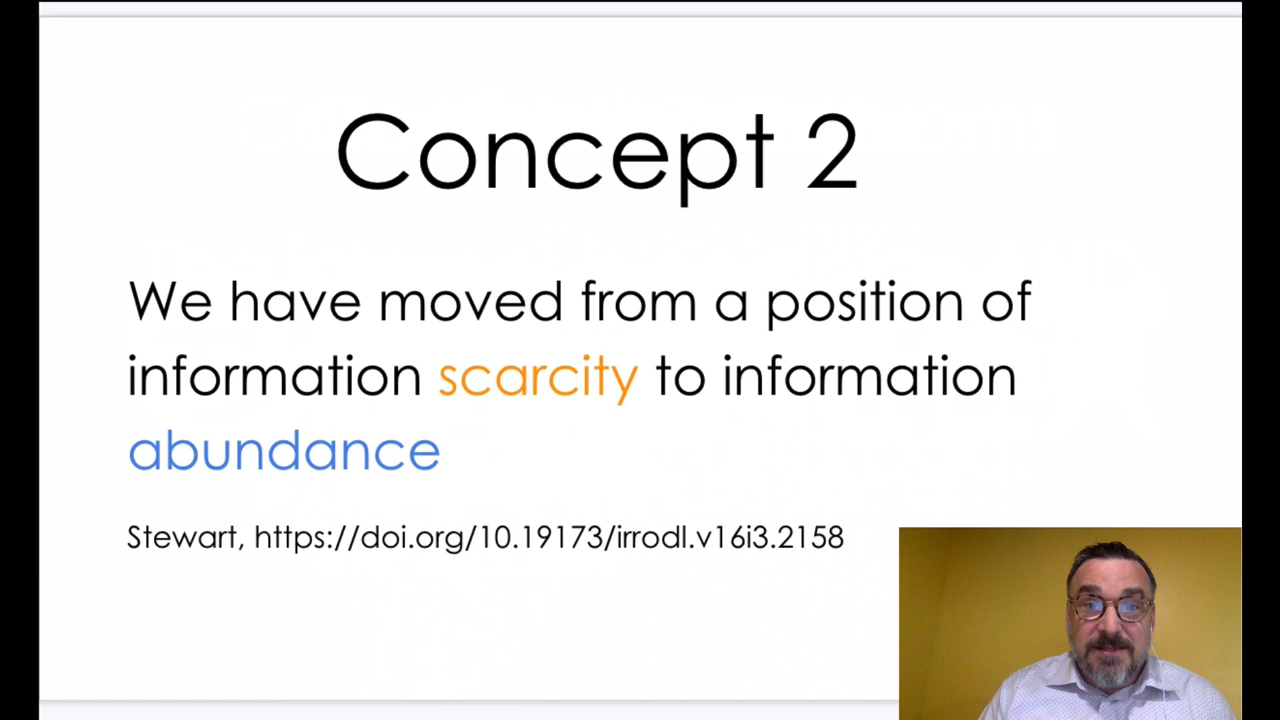 Concept 2
We have moved from a position of
information scarcity to information
abundance
Stewart, https://doi.org/10.19173/irrodl.v16i3.2158